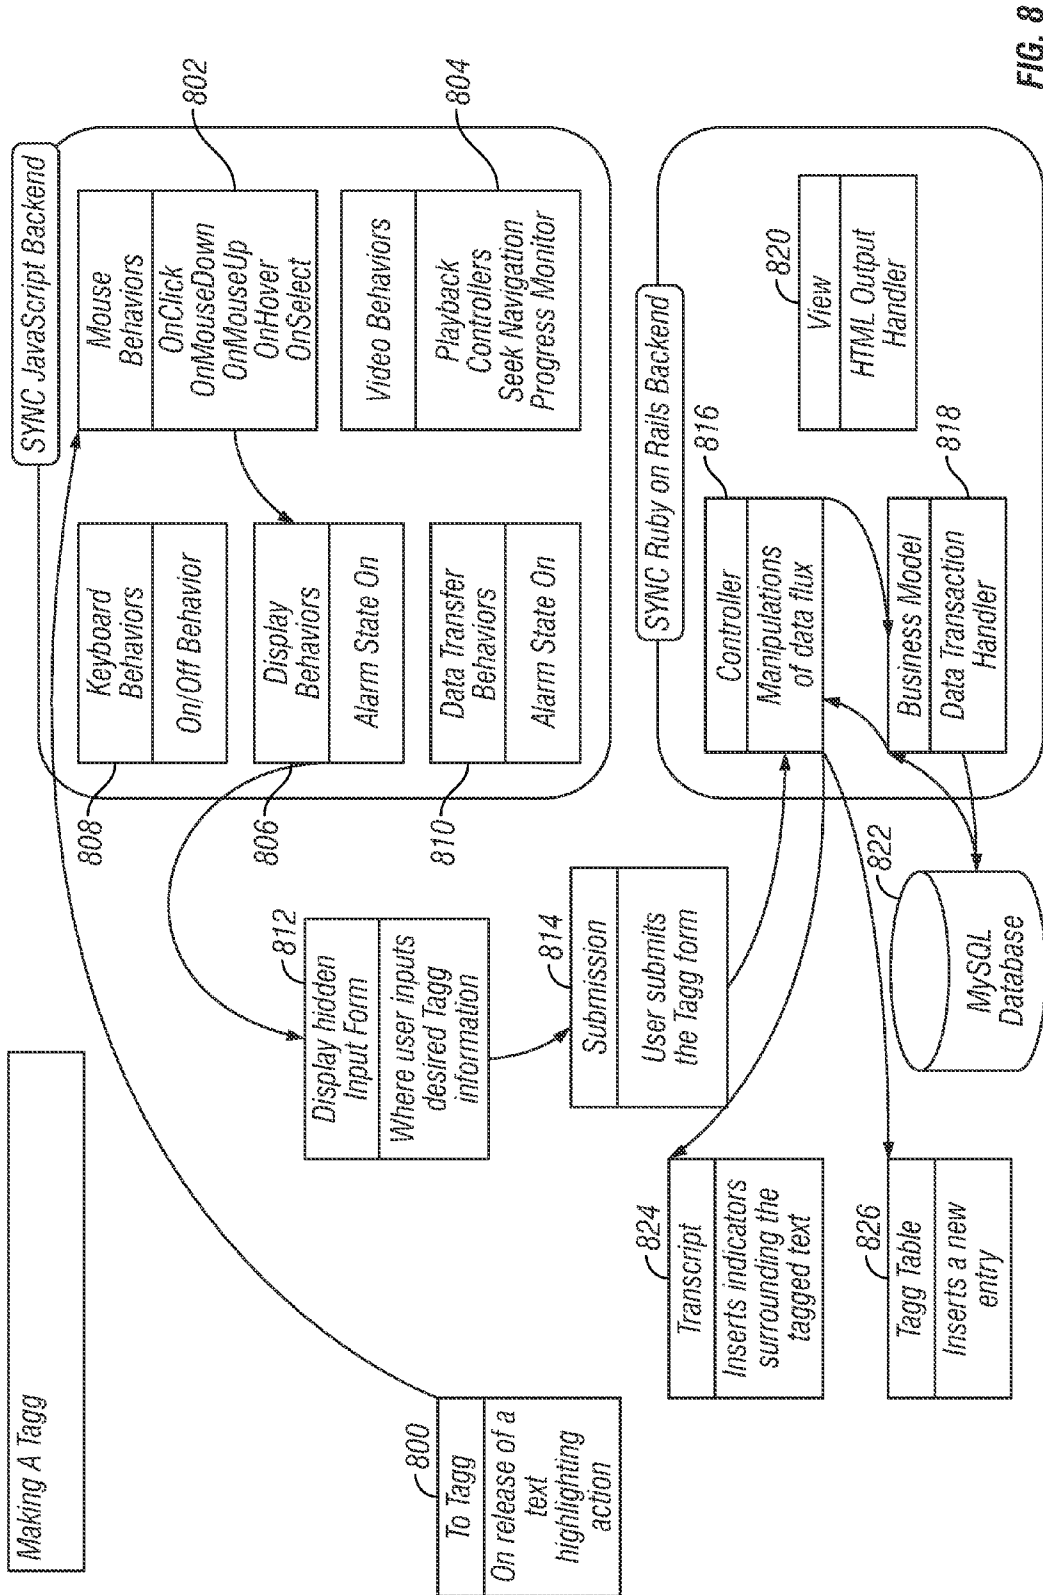 Making A Tagg
800
To Tagg
On release of a
text
highlighting
action
SYNC JavaScript Backend
808
Keyboard
Behaviors
On/Off Behavior
806
Display
Behaviors
Alarm State On
810
Data Transfer
Behaviors
Alarm State On
802
Mouse
Behaviors
OnClick
OnMouseDown
OnMouseUp
OnHover
OnSelect
804
Video Behaviors
Playback
Controllers
Seek Navigation
Progress Monitor
812
Display hidden
Input Form
Where user inputs
desired Tagg
information
814
Submission
User submits
the Tagg form
SYNC Ruby on Rails Backend
816
Controller
Manipulations
of data flux
818
Business Model
Data Transaction
Handler
820
View
HTML Output
Handler
822
MySQL
Database
824
Transcript
Inserts indicators
surrounding the
tagged text
826
Tagg Table
Inserts a new
entry
FIG. 8